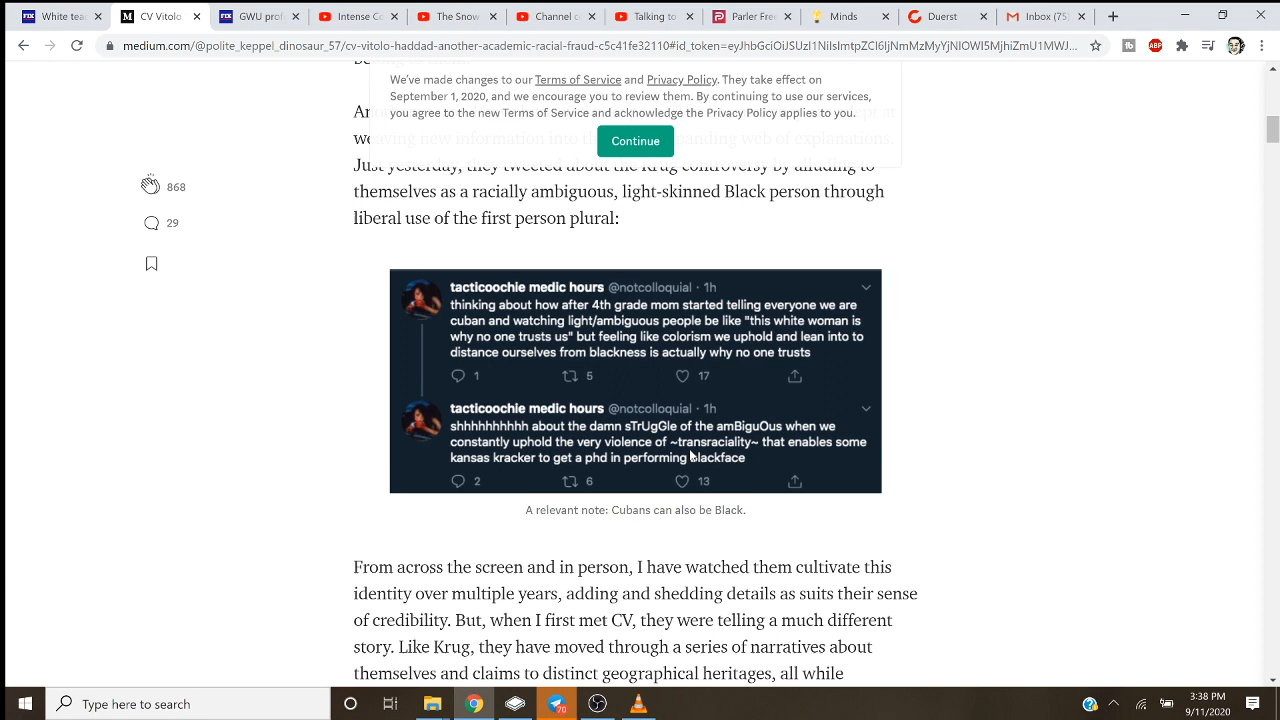 White tea
CV Vitolo
GWU prof
Intense Co
The Snow
Channel c
Talking to
Parler Fre
Minds
Duerst
Inbox (75)
medium.com/@polite_keppel_dinosaur_57/cv-vitolo-haddad-another-academic-racial-fraud-c5c41fe32110#id_token=eyJhbGciOiJSUzI1NiIsImtpZCI6IjNmMzMyYjNIOWI5MjhiZmU1MWJ...
ABP
We've made changes to our Terms of Service and Privacy Policy. They take effect on
September 1, 2020, and we encourage you to review them. By continuing to use our services,
you agree to the new Terms of Service and acknowledge the Privacy Policy applies to you.
Continue
weaving new information into the expanding web of explanations.
Just yesterday, they tweeted about the Krug controversy by alluding to
themselves as a racially ambiguous, light-skinned Black person through
liberal use of the first person plural:
868
29
tacticoochie medic hours @notcolloquial · 1h
thinking about how after 4th grade mom started telling everyone we are
cuban and watching light/ambiguous people be like "this white woman is
why no one trusts us" but feeling like colorism we uphold and lean into to
distance ourselves from blackness is actually why no one trusts
1 5 17
tacticoochie medic hours @notcolloquial · 1h
shhhhhhhhhh about the damn sTrUgGle of the amBiguOus when we
constantly uphold the very violence of ~transraciality~ that enables some
kansas kracker to get a phd in performing blackface
2 6 13
A relevant note: Cubans can also be Black.
From across the screen and in person, I have watched them cultivate this
identity over multiple years, adding and shedding details as suits their sense
of credibility. But, when I first met CV, they were telling a much different
story. Like Krug, they have moved through a series of narratives about
themselves and claims to distinct geographical heritages, all while
Type here to search
70
3:38 PM
9/11/2020